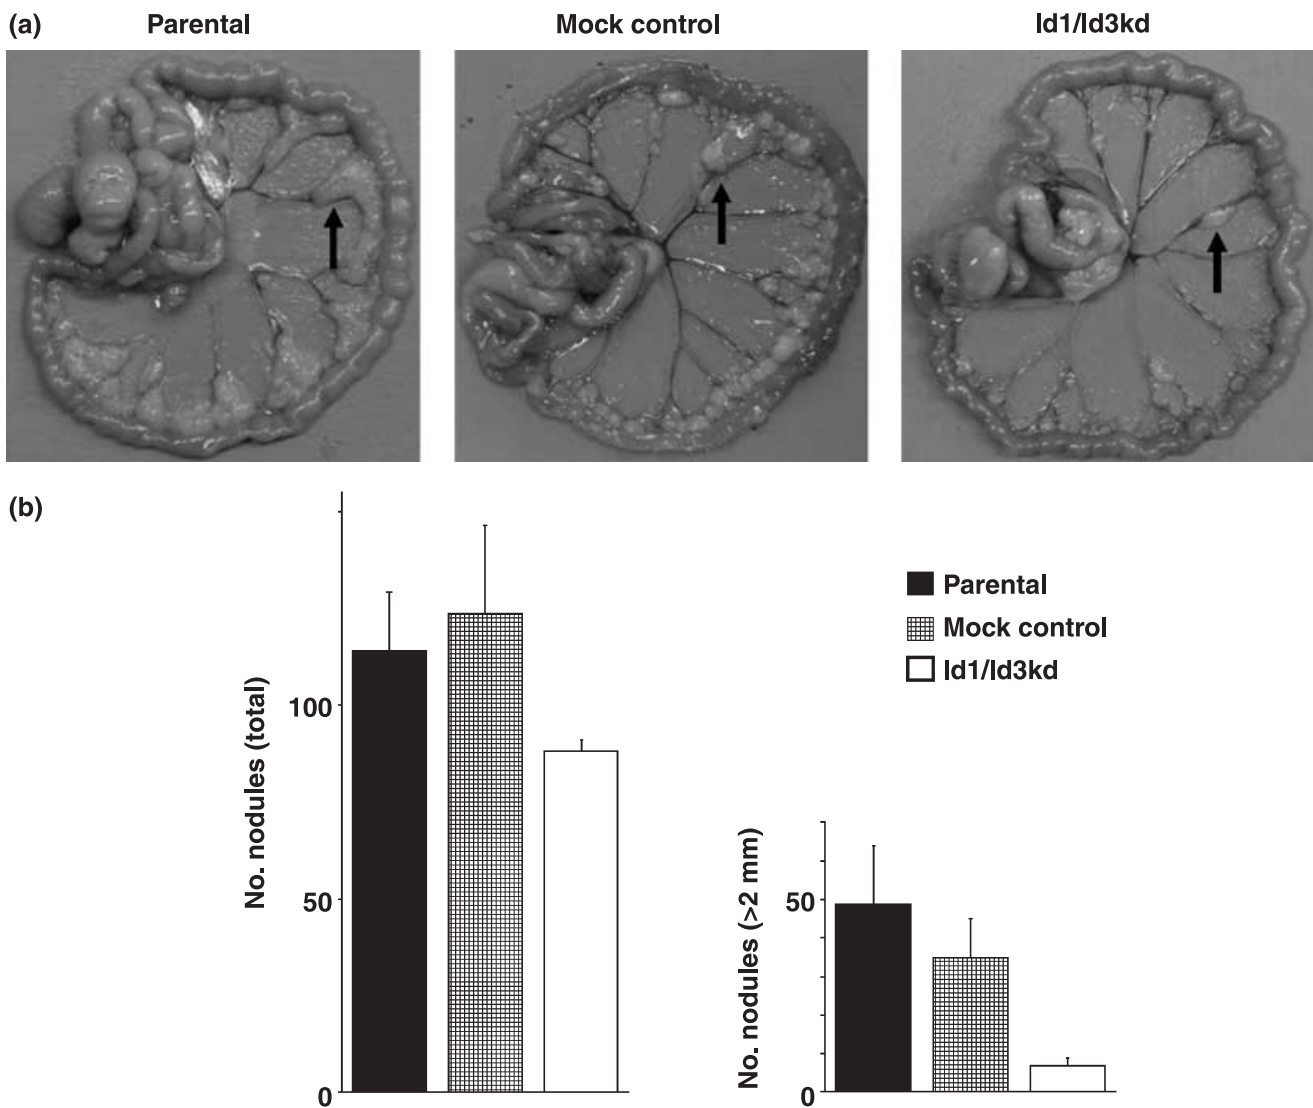 (a)
Parental
Mock control
Id1/Id3kd
(b)
No. nodules (total)
100
50
0
Parental
Mock control
Id1/Id3kd
No. nodules (>2 mm)
50
0